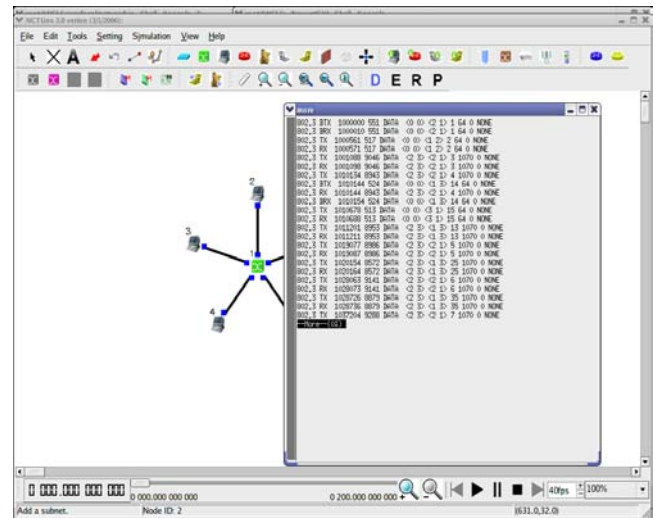 NCTUns 3.0 version (1/1/2006)
File Edit Tools Setting Simulation View Help
A
D E R P
more
802.3 BTX 1000000 551 DATA <0 0> <2 1> 1 64 0 NONE
802.3 BRX 1000010 551 DATA <0 0> <2 1> 1 64 0 NONE
802.3 TX 1000561 517 DATA <0 0> <1 2> 2 64 0 NONE
802.3 RX 1000571 517 DATA <0 0> <1 2> 2 64 0 NONE
802.3 TX 1001088 9046 DATA <2 3> <2 1> 3 1070 0 NONE
802.3 RX 1001098 9046 DATA <2 3> <2 1> 3 1070 0 NONE
802.3 TX 1010134 8943 DATA <2 3> <2 1> 4 1070 0 NONE
802.3 BTX 1010144 524 DATA <0 0> <1 3> 14 64 0 NONE
802.3 RX 1010144 8943 DATA <2 3> <2 1> 4 1070 0 NONE
802.3 BRX 1010154 524 DATA <0 0> <1 3> 14 64 0 NONE
802.3 TX 1010678 513 DATA <0 0> <3 1> 15 64 0 NONE
802.3 RX 1010688 513 DATA <0 0> <3 1> 15 64 0 NONE
802.3 TX 1011201 8953 DATA <2 3> <1 3> 13 1070 0 NONE
802.3 RX 1011211 8953 DATA <2 3> <1 3> 13 1070 0 NONE
802.3 TX 1019077 8986 DATA <2 3> <2 1> 5 1070 0 NONE
802.3 RX 1019087 8986 DATA <2 3> <2 1> 5 1070 0 NONE
802.3 TX 1020154 8572 DATA <2 3> <1 3> 25 1070 0 NONE
802.3 RX 1020164 8572 DATA <2 3> <1 3> 25 1070 0 NONE
802.3 TX 1028063 9141 DATA <2 3> <2 1> 6 1070 0 NONE
802.3 RX 1028073 9141 DATA <2 3> <2 1> 6 1070 0 NONE
802.3 TX 1028726 8879 DATA <2 3> <1 3> 35 1070 0 NONE
802.3 RX 1028736 8879 DATA <2 3> <1 3> 35 1070 0 NONE
802.3 TX 1037204 9288 DATA <2 3> <2 1> 7 1070 0 NONE
--More--(0%)
2
3
1
4
0 000 000 000 000
0 000.000 000 000
0 200.000 000 000
40fps
100%
Add a subnet.
Node ID: 2
(631.0,32.0)